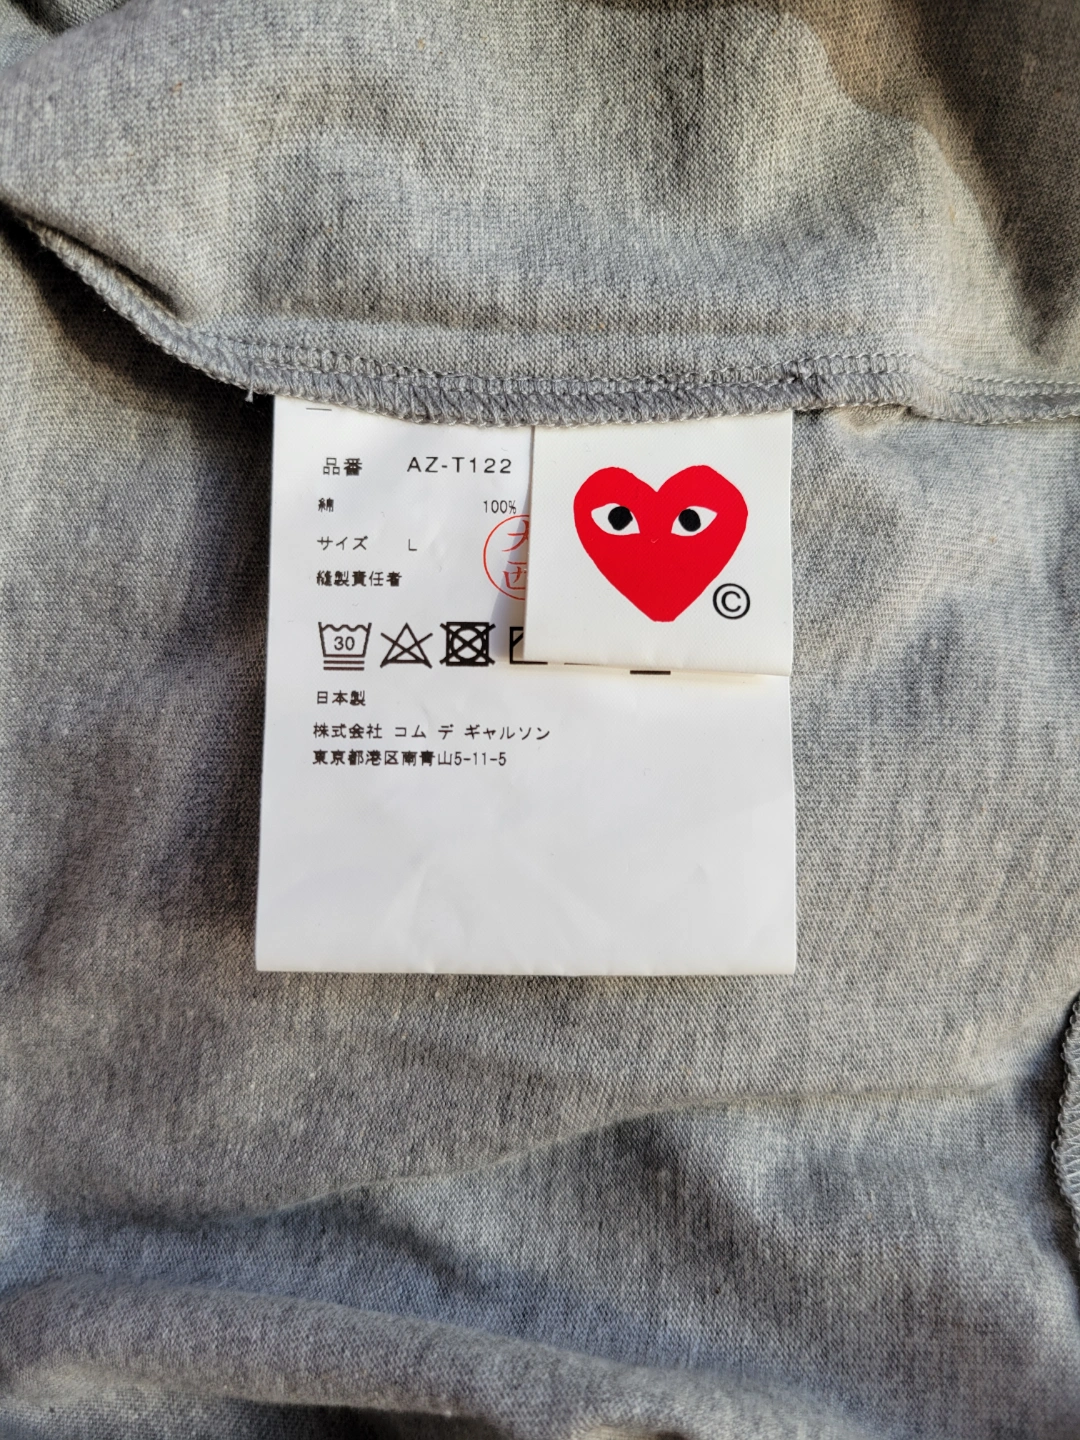 品番 AZ-T122
綿 100%
サイズ L
縫製責任者
30
日本製
株式会社 コム デ ギャルソン
東京都港区南青山5-11-5
©